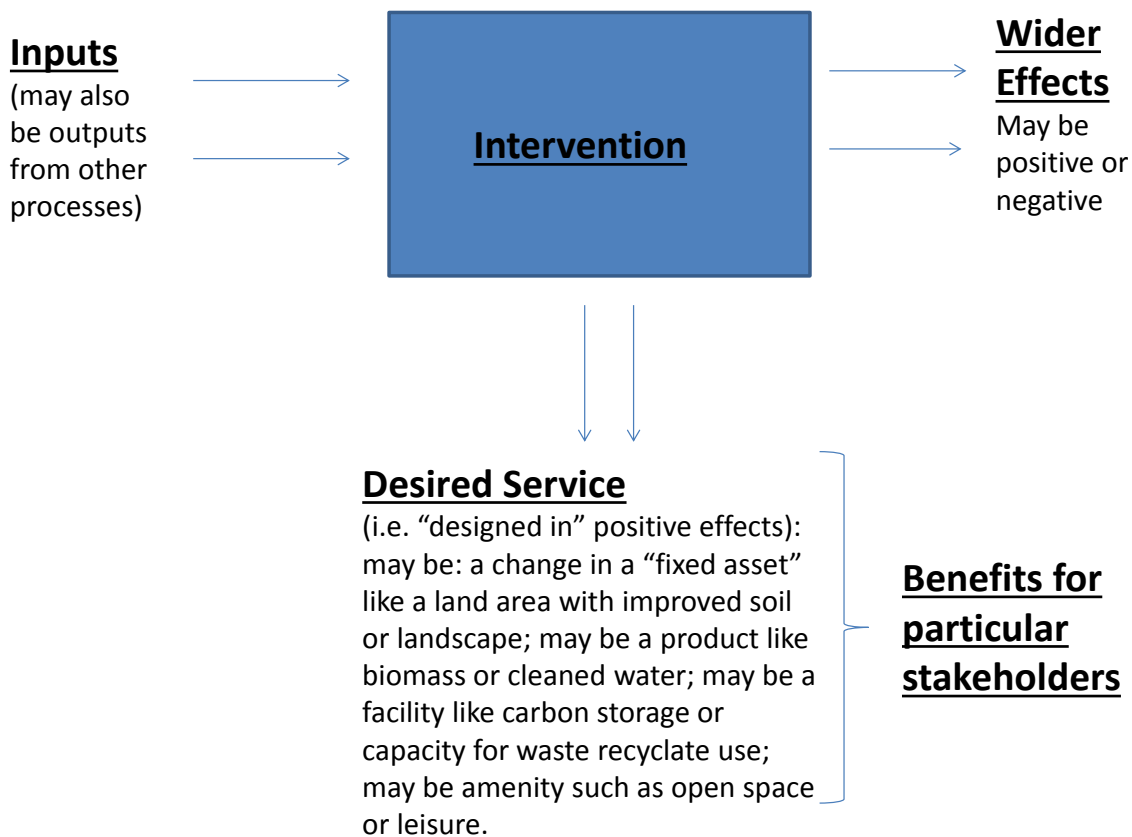 Inputs
(may also
be outputs
from other
processes)
Intervention
Wider
Effects
May be
positive or
negative
Desired Service
(i.e. “designed in” positive effects):
may be: a change in a “fixed asset”
like a land area with improved soil
or landscape; may be a product like
biomass or cleaned water; may be a
facility like carbon storage or
capacity for waste recyclate use;
may be amenity such as open space
or leisure.
Benefits for
particular
stakeholders